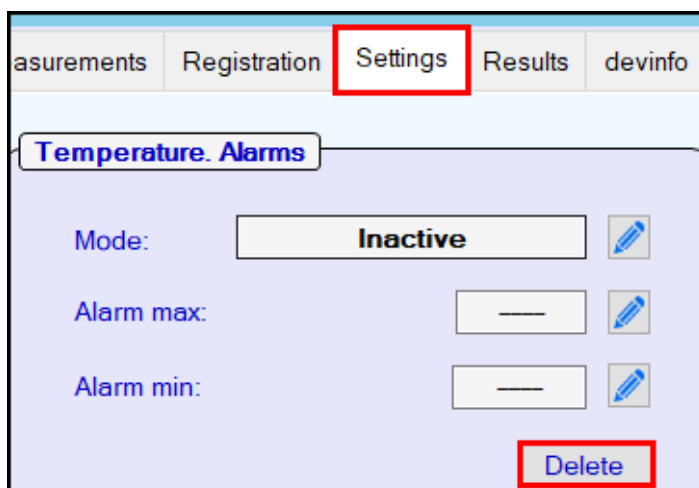 asurements Registration Settings Results devinfo
Temperature. Alarms
Mode: Inactive
Alarm max: ----
Alarm min: ----
Delete